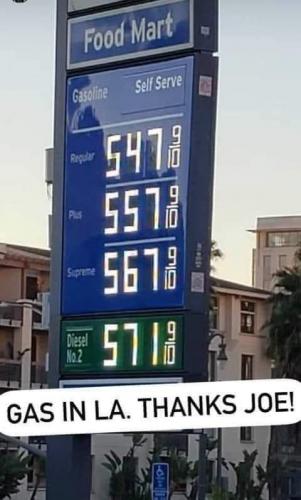 Food Mart
Gasoline Self Serve
Regular 547 9/10
Plus 557 9/10
Supreme 567 9/10
Diesel No.2 571 9/10
GAS IN LA. THANKS JOE!